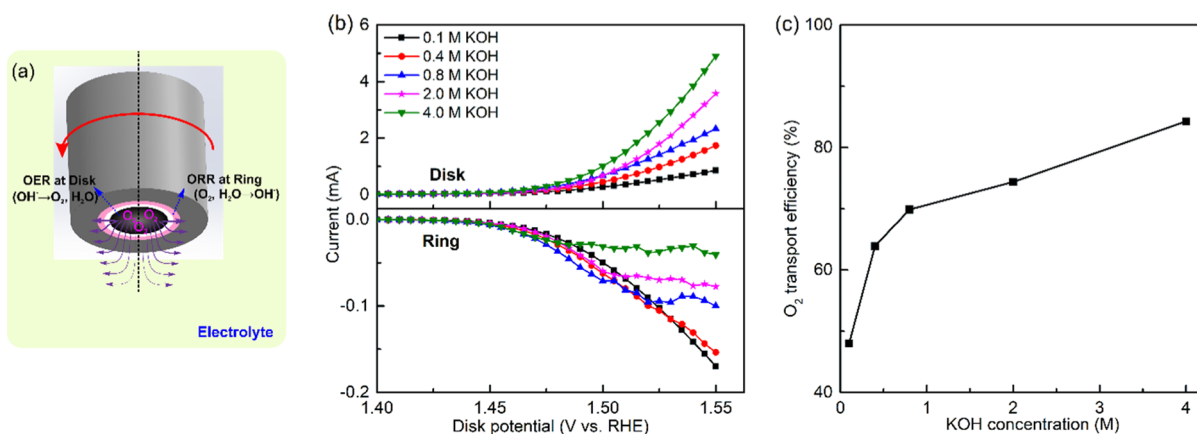 (a)
OER at Disk
(OH⁻→O₂, H₂O)
ORR at Ring
(O₂, H₂O→OH⁻)
Electrolyte
(b)
6
4
2
0
0.0
-0.1
-0.2
Current (mA)
0.1 M KOH
0.4 M KOH
0.8 M KOH
2.0 M KOH
4.0 M KOH
Disk
Ring
1.40 1.45 1.50 1.55
Disk potential (V vs. RHE)
(c)
100
80
60
40
O₂ transport efficiency (%)
0 1 2 3 4
KOH concentration (M)